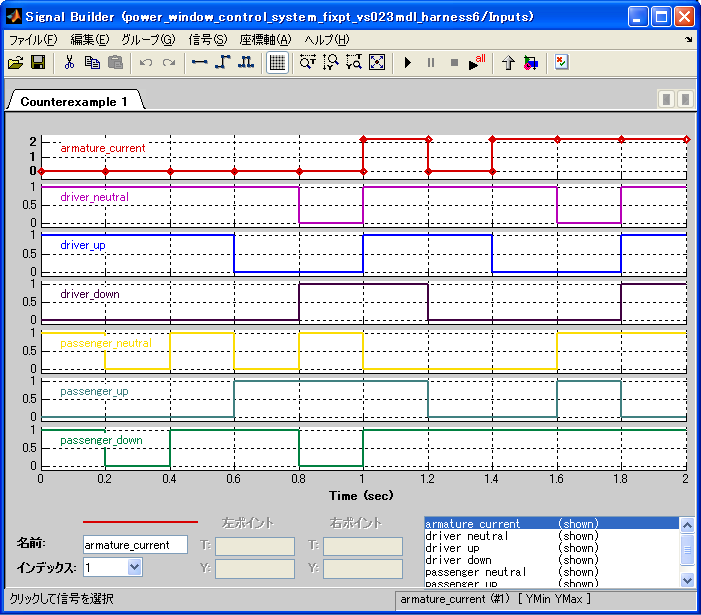 Signal Builder (power_window_control_system_fixpt_vs023mdl_harness6/Inputs)
ファイル(F) 編集(E) グループ(G) 信号(S) 座標軸(A) ヘルプ(H)
all
Counterexample 1
armature_current
2
1
0
driver_neutral
1
0.5
0
driver_up
1
0.5
0
driver_down
1
0.5
0
passenger_neutral
1
0.5
0
passenger_up
1
0.5
0
passenger_down
1
0.5
0
0 0.2 0.4 0.6 0.8 1 1.2 1.4 1.6 1.8 2
Time (sec)
左ポイント 右ポイント
名前: armature_current T: T:
インデックス: 1 Y: Y:
armature current (shown)
driver neutral (shown)
driver up (shown)
driver down (shown)
passenger neutral (shown)
passenger up (shown)
クリックして信号を選択
armature_current (#1) [ YMin YMax ]